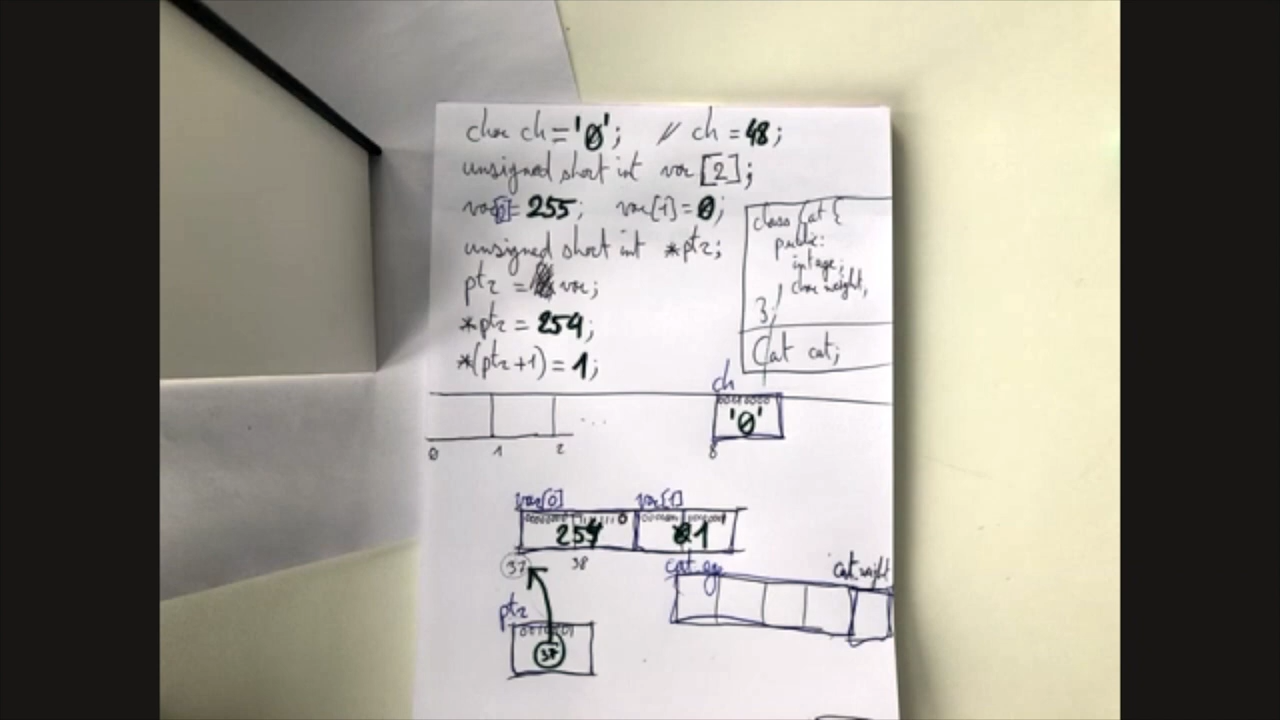 char ch = '0'; // ch = 48;
unsigned short int var [2];
var[0] = 255; var[1] = 0;
unsigned short int *ptr;
ptr = var;
*ptr = 254;
*(ptr+1) = 1;
class Cat {
public:
int age;
char weight;
};
Cat cat;
ch
00110000
'0'
0 1 2 ... 8
var[0] var[1]
254 1
37 38
cat.age cat.weight
ptr
37